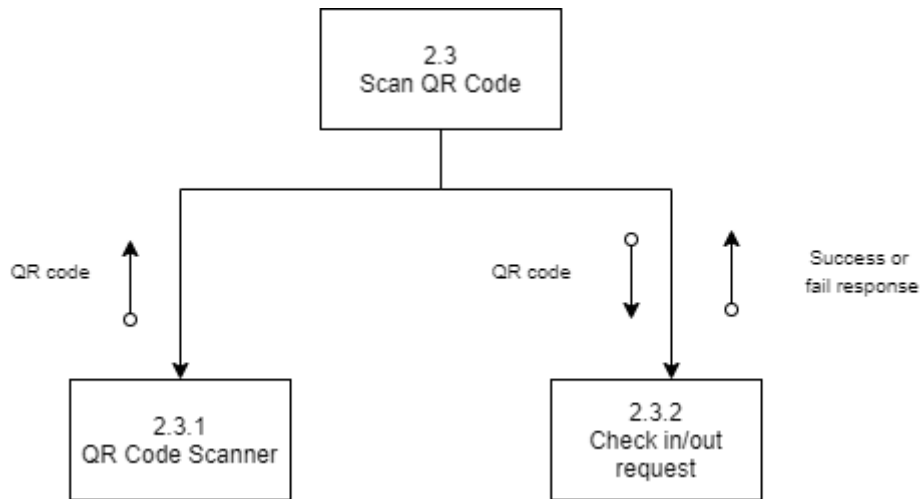 2.3
Scan QR Code
QR code
QR code
Success or
fail response
2.3.1
QR Code Scanner
2.3.2
Check in/out
request